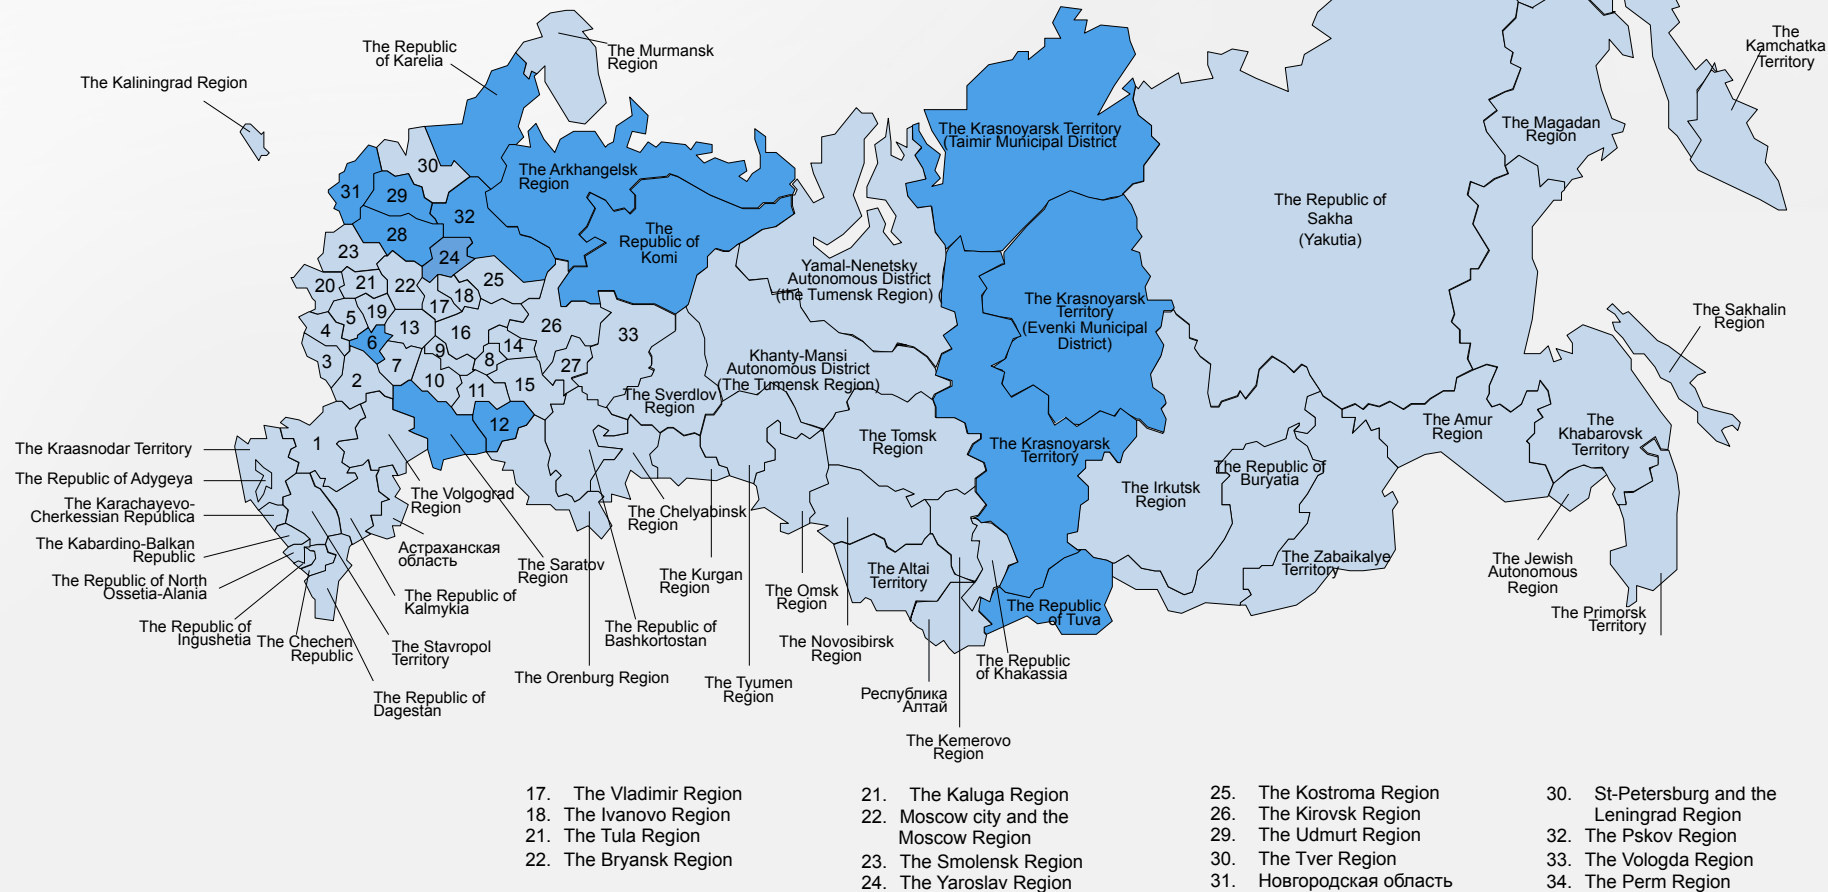 The Republic
of Karelia
The Murmansk
Region
The Kaliningrad Region
The
Kamchatka
Territory
The Krasnoyarsk Territory
(Taimir Municipal District
The Magadan
Region
30
The Arkhangelsk
Region
31
29
32
28
The
Republic of
Komi
The Republic of
Sakha
(Yakutia)
23
24
20
21
22
25
18
17
Yamal-Nenetsky
Autonomous District
(the Tumensk Region) (
The Krasnoyarsk
Territory
(Evenki Municipal
District)
The Sakhalin
Region
5
19
4
13
16
26
33
6
3
7
9
8
14
27
2
10
11
15
12
Khanty-Mansi
Autonomous District
(The Tumensk Region)
The Sverdlov
Region
1
The Tomsk
Region
The Krasnoyarsk
Territory
The Amur
Region
The
Khabarovsk
Territory
The Kraasnodar Territory
The Republic of Adygeya
The Karachayevo-
Cherkessian Repüblica
The Kabardino-Balkan
Republic
The Republic of North
Ossetia-Alania
The Republic of
Ingushetia
The Chechen
Republic
The Volgograd
Region
Астраханская
область
The Republic of
Kalmykia
The Stavropol
Territory
The Republic of
Dagestan
The Saratov
Region
The Orenburg Region
The Chelyabinsk
Region
The Republic of
Bashkortostan
The Kurgan
Region
The Tyumen
Region
The Omsk
Region
The Novosibirsk
Region
The Altai
Territory
Республика
Алтай
The Kemerovo
Region
The Republic
of Khakassia
The Republic
of Tuva
The Irkutsk
Region
The Republic of
Buryatia
The Zabaikalye
Territory
The Jewish
Autonomous
Region
The Primorsk
Territory
17. The Vladimir Region
18. The Ivanovo Region
21. The Tula Region
22. The Bryansk Region
21. The Kaluga Region
22. Moscow city and the
Moscow Region
23. The Smolensk Region
24. The Yaroslav Region
25. The Kostroma Region
26. The Kirovsk Region
29. The Udmurt Region
30. The Tver Region
31. Новгородская область
30. St-Petersburg and the
Leningrad Region
32. The Pskov Region
33. The Vologda Region
34. The Perm Region